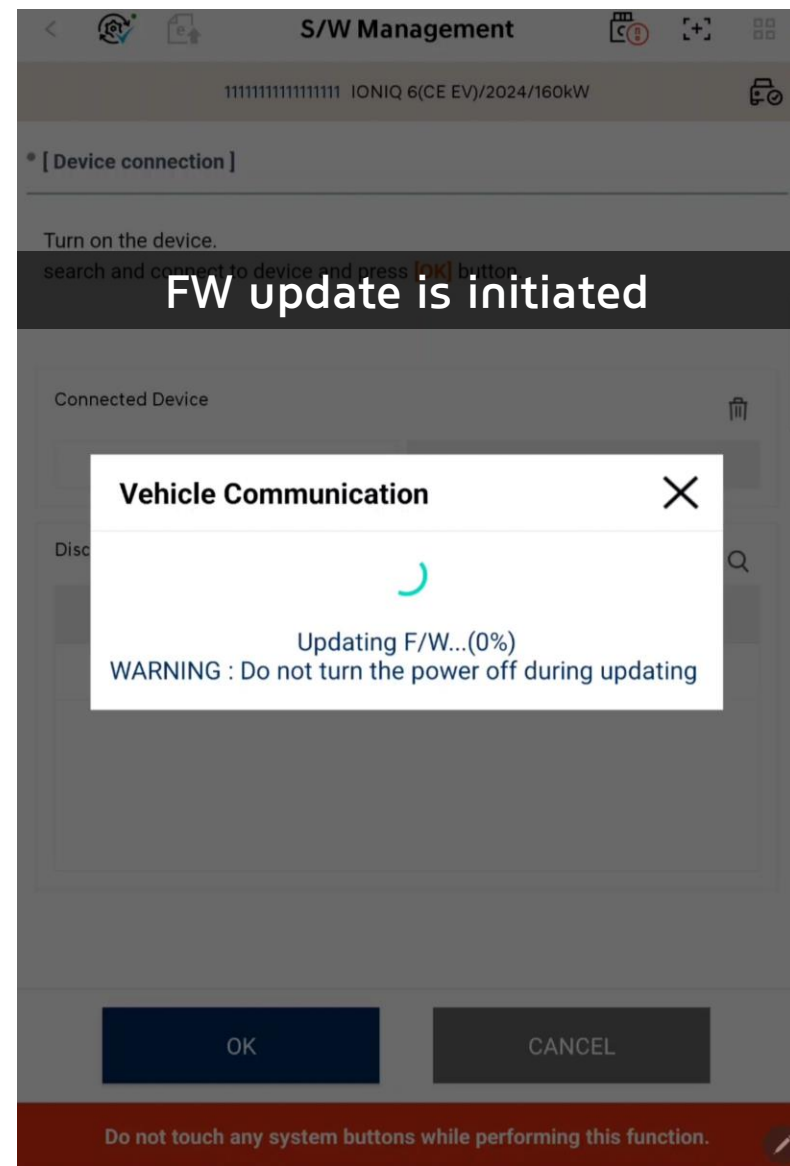 S/W Management
11111111111111111 IONIQ 6(CE EV)/2024/160kW
[ Device connection ]
Turn on the device.
search and connect to device and press [OK] button.
FW update is initiated
Connected Device
Vehicle Communication
Disc
Updating F/W...(0%)
WARNING : Do not turn the power off during updating
OK
CANCEL
Do not touch any system buttons while performing this function.